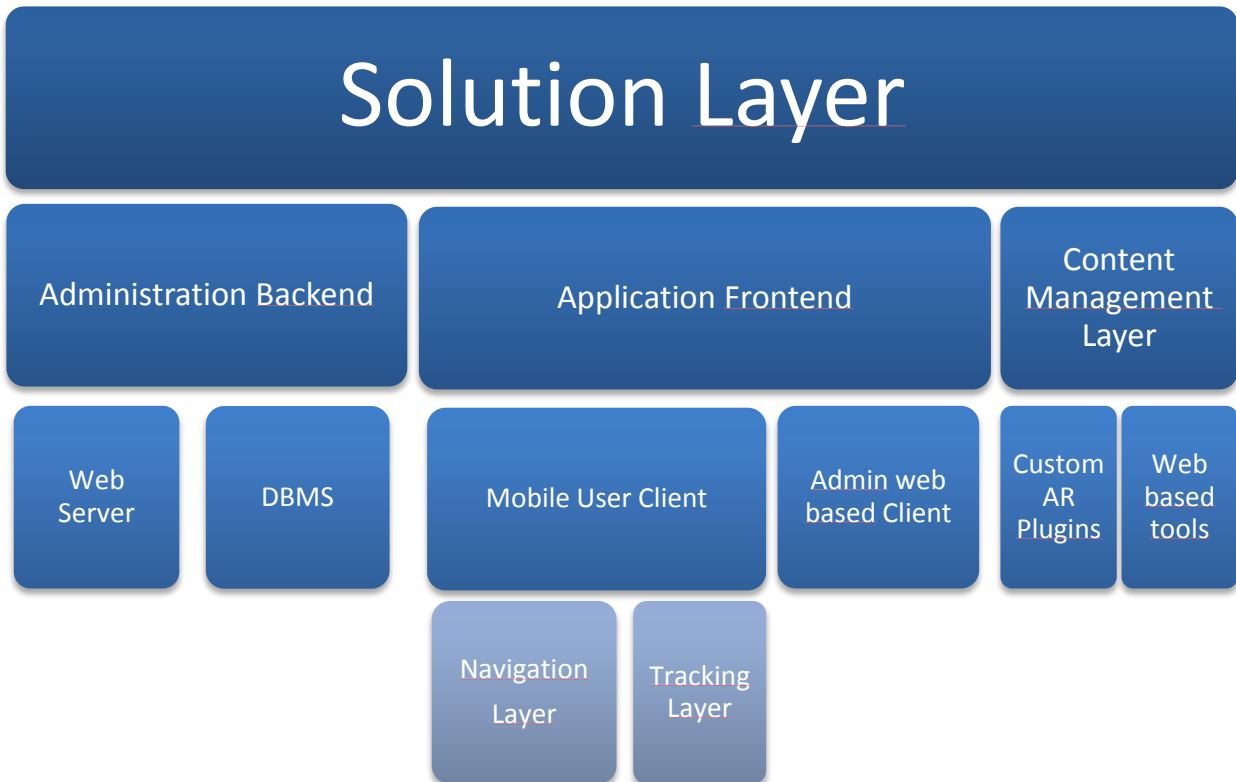 Solution Layer
Administration Backend
Application Frontend
Content
Management
Layer
Web
Server
DBMS
Mobile User Client
Admin web
based Client
Custom
AR
Plugins
Web
based
tools
Navigation
Layer
Tracking
Layer